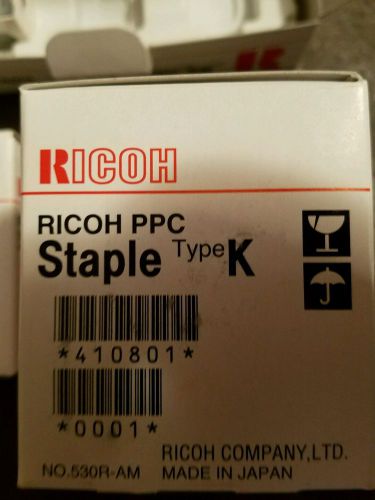 RICOH
RICOH PPC
Staple Type K
*410801*
*0001*
RICOH COMPANY,LTD.
NO.530R-AM MADE IN JAPAN